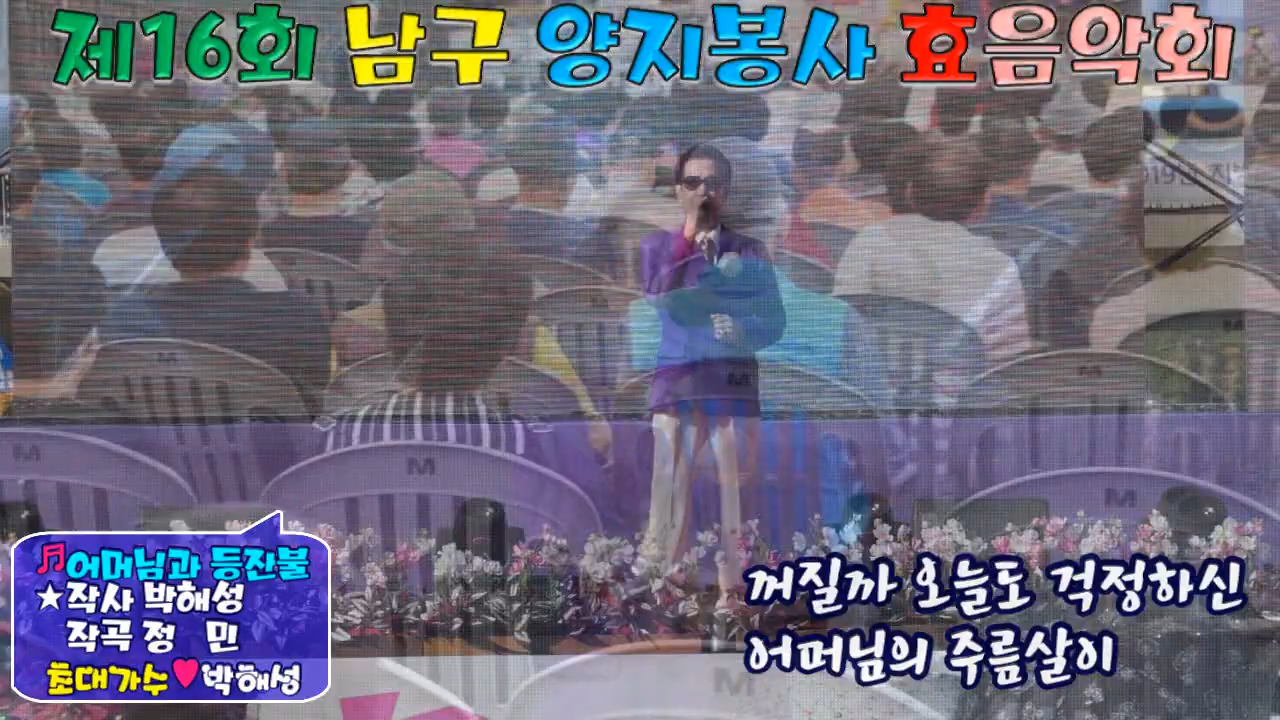 제16회 남구 양지봉사 효음악회
어머님과 등잔불
★작사 박해성
작곡 정 민
초대가수♥박해성
꺼질까 오늘도 걱정하신
어머님의 주름살이
M
M
M
M
M
M